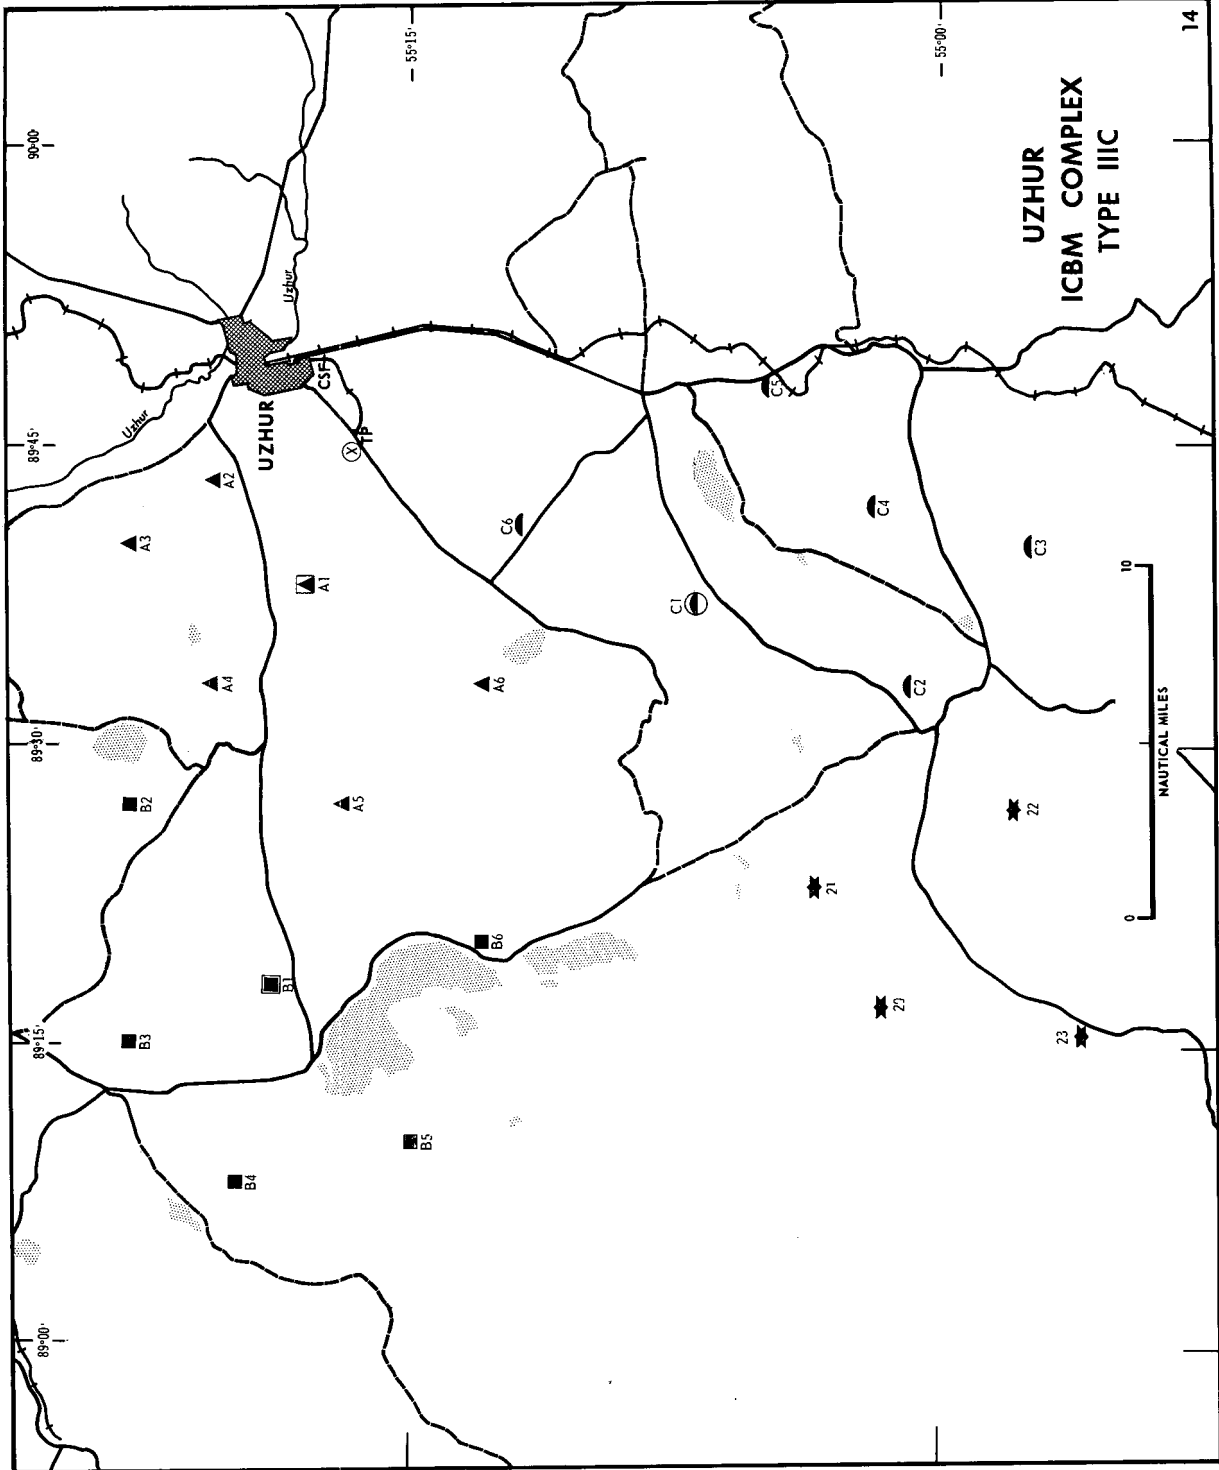 89°00'
89°15'
89°30'
89°45'
90°00'
B3
B2
A3
Uzhur
B4
A4
A2
UZHUR
B1
Uzhur
A1
CSF
A5
X
TP
55°15'
B5
B6
A6
C6
C1
C5
21
C4
20
C2
55°00'
22
C3
23
UZHUR
ICBM COMPLEX
TYPE IIIC
0
10
NAUTICAL MILES
14